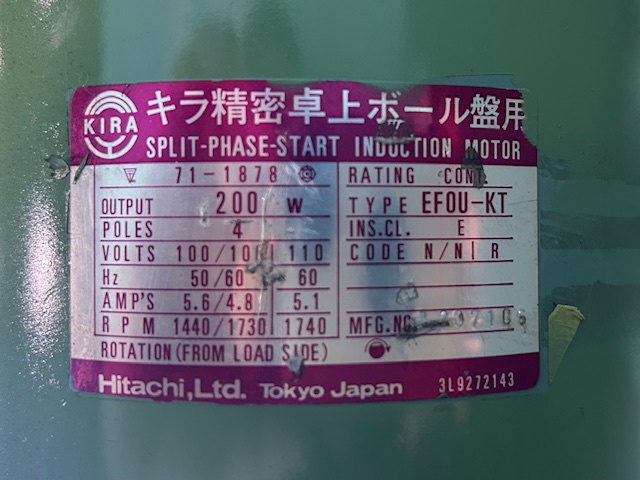 KIRA キラ精密卓上ボール盤用
SPLIT-PHASE-START INDUCTION MOTOR
71-1878
OUTPUT 200 W
POLES 4
VOLTS 100/100 110
Hz 50/60 60
AMP'S 5.6/4.8 5.1
RPM 1440/1730 1740
ROTATION (FROM LOAD SIDE)
RATING CONT.
TYPE EFOU-KT
INS.CL. E
CODE N/N R
MFG.NO.
Hitachi,Ltd. Tokyo Japan 3L9272143